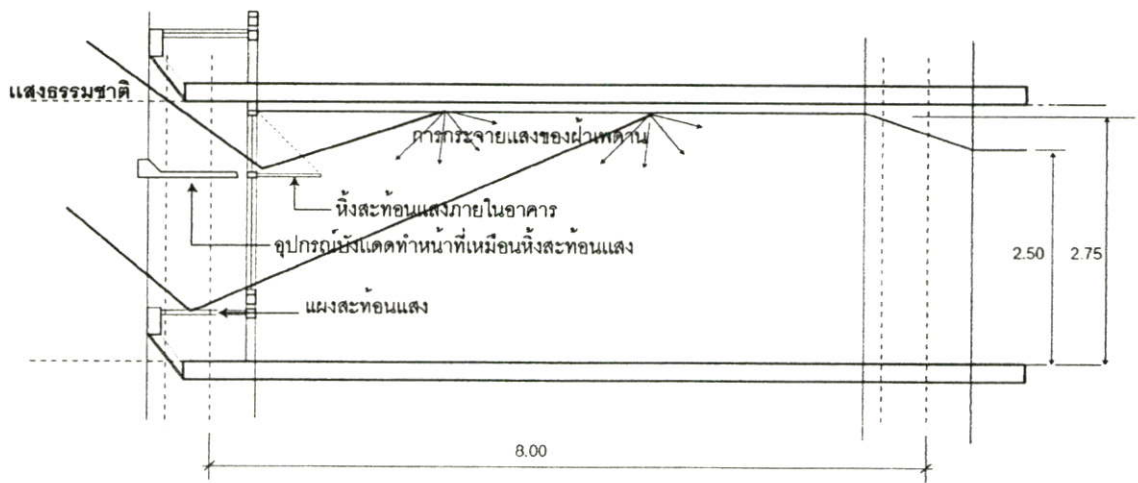 แสงธรรมชาติ
การกระจายแสงของฝ้าเพดาน
หิ้งสะท้อนแสงภายในอาคาร
อุปกรณ์บังแดดทำหน้าที่เหมือนหิ้งสะท้อนแสง
2.50
2.75
แผงสะท้อนแสง
8.00